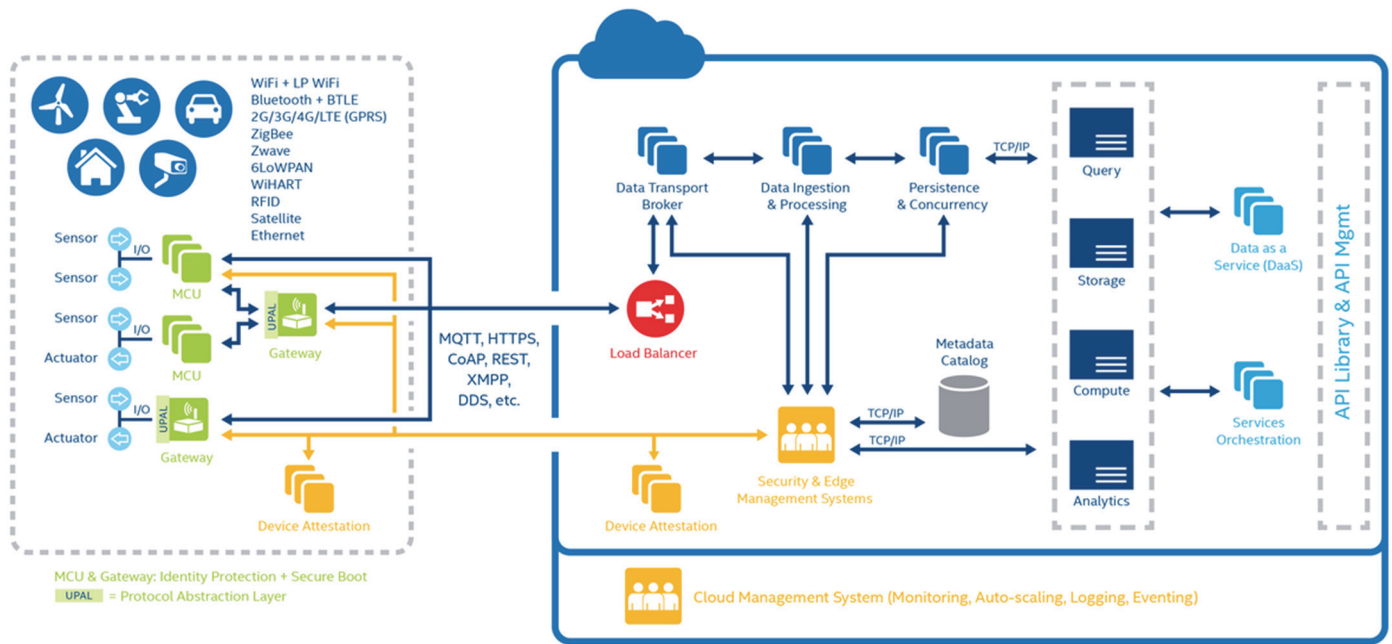 WiFi + LP WiFi
Bluetooth + BTLE
2G/3G/4G/LTE (GPRS)
ZigBee
Zwave
6LoWPAN
WiHART
RFID
Satellite
Ethernet
Sensor
I/O
Sensor
MCU
Sensor
I/O
Actuator
MCU
UPAL
Gateway
Sensor
I/O
Actuator
UPAL
Gateway
Device Attestation
MCU & Gateway: Identity Protection + Secure Boot
UPAL = Protocol Abstraction Layer
MQTT, HTTPS,
CoAP, REST,
XMPP,
DDS, etc.
Data Transport
Broker
Data Ingestion
& Processing
Persistence
& Concurrency
TCP/IP
Load Balancer
Metadata
Catalog
TCP/IP
TCP/IP
Security & Edge
Management Systems
Device Attestation
Query
Storage
Compute
Analytics
Data as a
Service (DaaS)
Services
Orchestration
API Library & API Mgmt
Cloud Management System (Monitoring, Auto-scaling, Logging, Eventing)